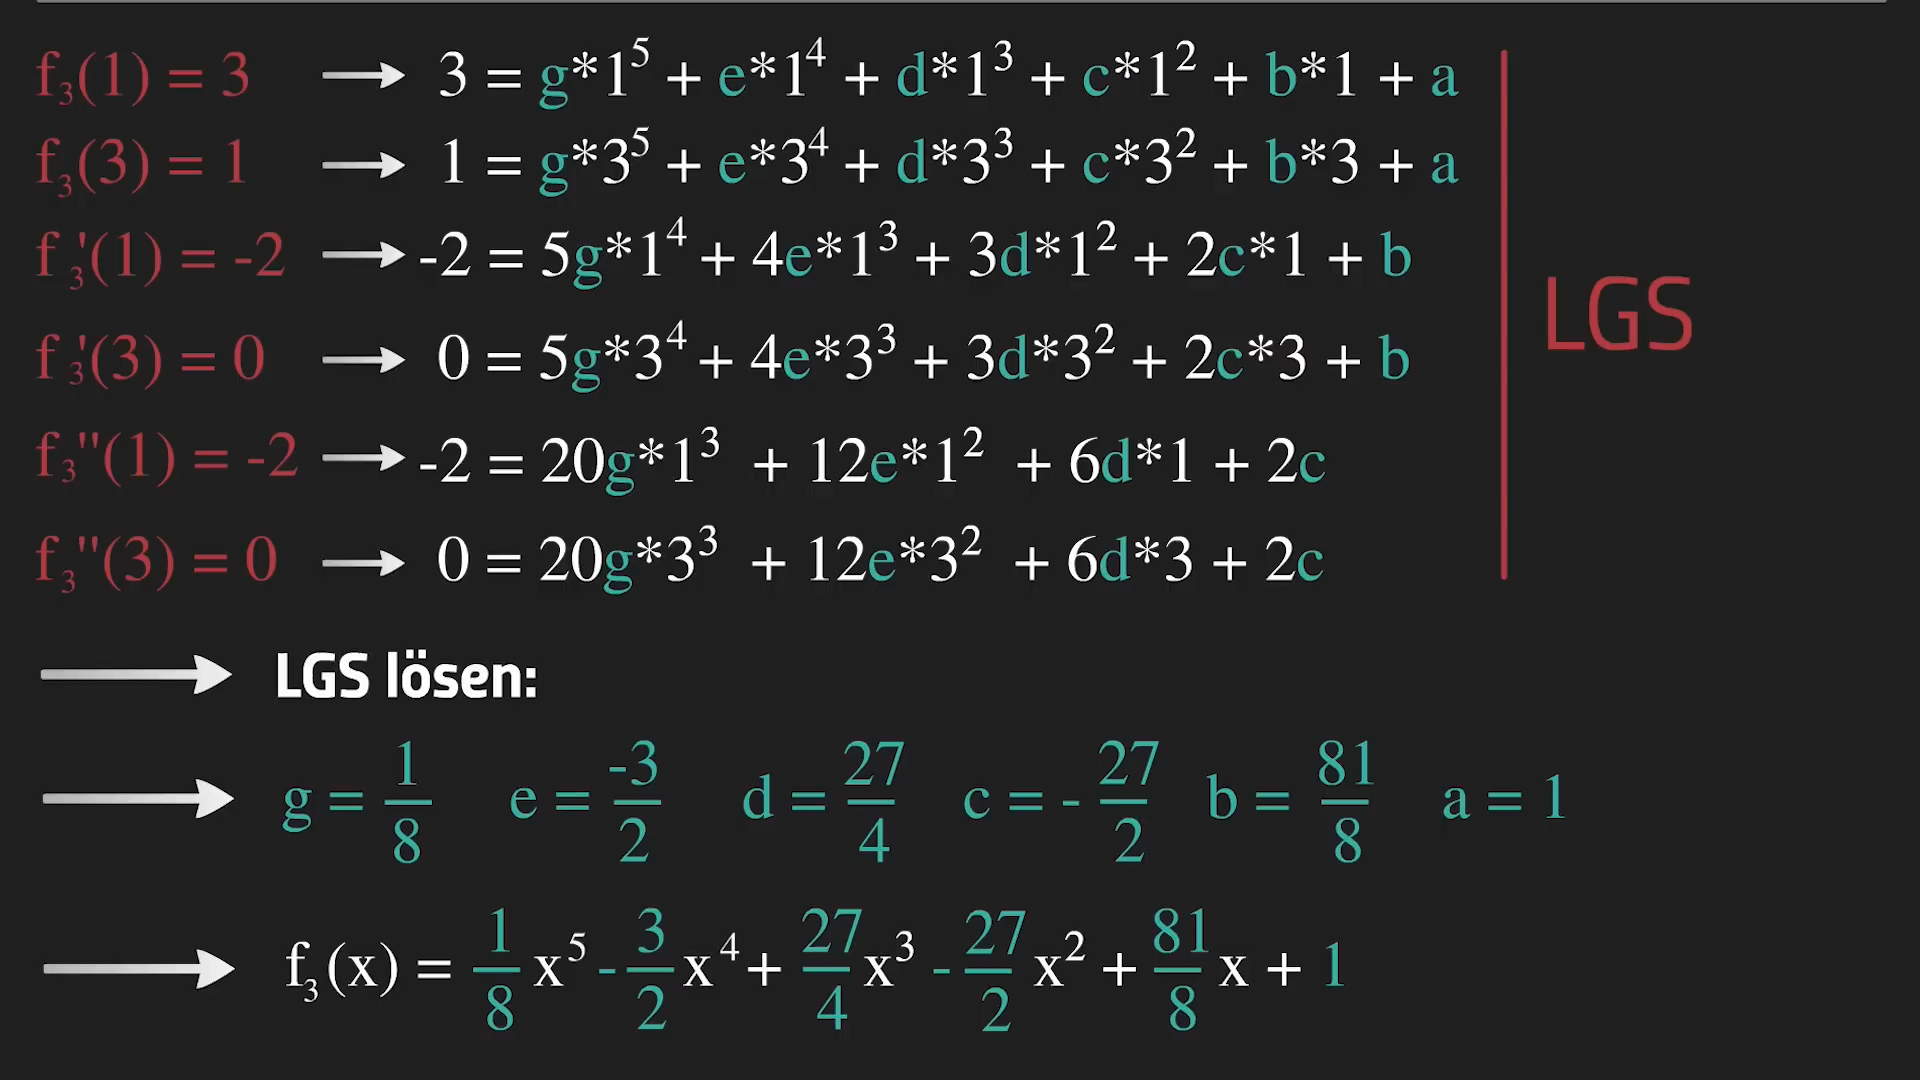 f₃(1) = 3 → 3 = g*1⁵ + e*1⁴ + d*1³ + c*1² + b*1 + a
f₃(3) = 1 → 1 = g*3⁵ + e*3⁴ + d*3³ + c*3² + b*3 + a
f₃'(1) = -2 → -2 = 5g*1⁴ + 4e*1³ + 3d*1² + 2c*1 + b
LGS
f₃'(3) = 0 → 0 = 5g*3⁴ + 4e*3³ + 3d*3² + 2c*3 + b
f₃''(1) = -2 → -2 = 20g*1³ + 12e*1² + 6d*1 + 2c
f₃''(3) = 0 → 0 = 20g*3³ + 12e*3² + 6d*3 + 2c
→ LGS lösen:
→ g = 1/8 e = -3/2 d = 27/4 c = - 27/2 b = 81/8 a = 1
→ f₃(x) = 1/8 x⁵ - 3/2 x⁴ + 27/4 x³ - 27/2 x² + 81/8 x + 1